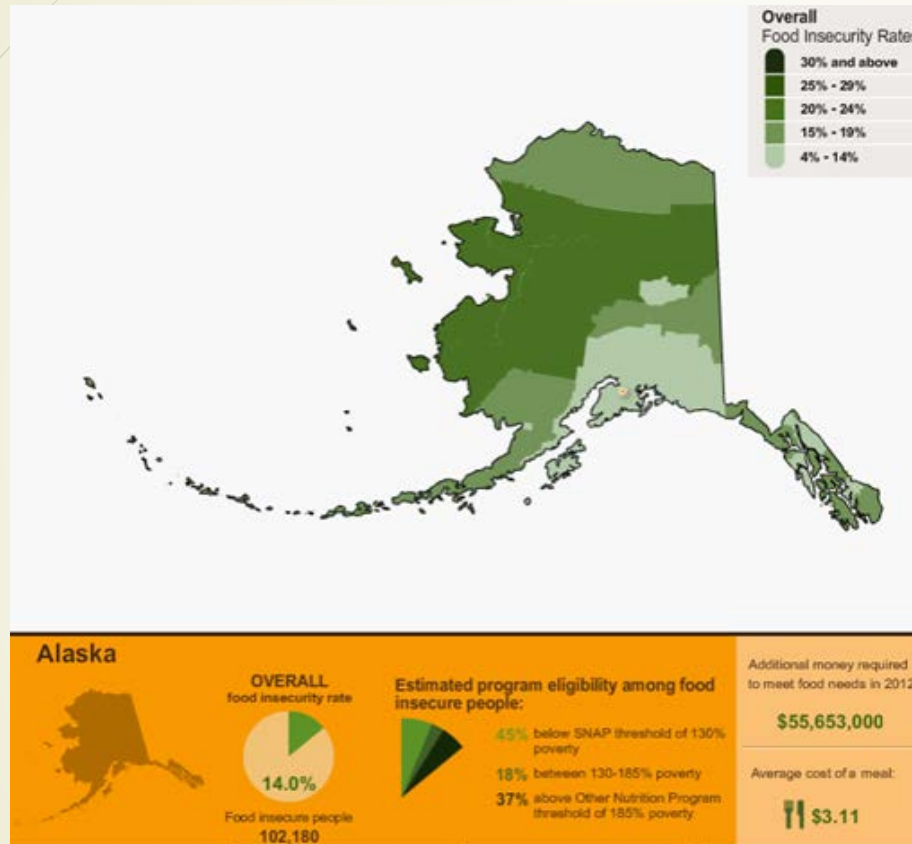 Overall
Food Insecurity Rates
30% and above
25% - 29%
20% - 24%
15% - 19%
4% - 14%
Alaska
OVERALL
food insecurity rate
14.0%
Food insecure people
102,180
Estimated program eligibility among food
insecure people:
45% below SNAP threshold of 130%
poverty
18% between 130-185% poverty
37% above Other Nutrition Program
threshold of 185% poverty
Additional money required
to meet food needs in 2012
$55,653,000
Average cost of a meal:
$3.11